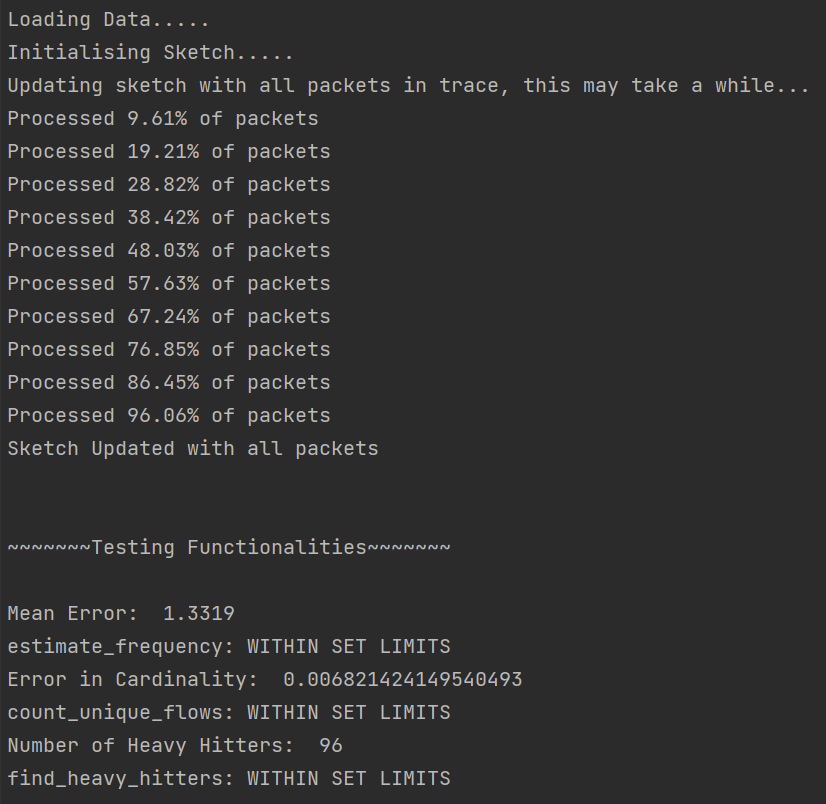 Loading Data.....
Initialising Sketch.....
Updating sketch with all packets in trace, this may take a while...
Processed 9.61% of packets
Processed 19.21% of packets
Processed 28.82% of packets
Processed 38.42% of packets
Processed 48.03% of packets
Processed 57.63% of packets
Processed 67.24% of packets
Processed 76.85% of packets
Processed 86.45% of packets
Processed 96.06% of packets
Sketch Updated with all packets
~~~~~~~Testing Functionalities~~~~~~~
Mean Error:  1.3319
estimate_frequency: WITHIN SET LIMITS
Error in Cardinality:  0.006821424149540493
count_unique_flows: WITHIN SET LIMITS
Number of Heavy Hitters:  96
find_heavy_hitters: WITHIN SET LIMITS